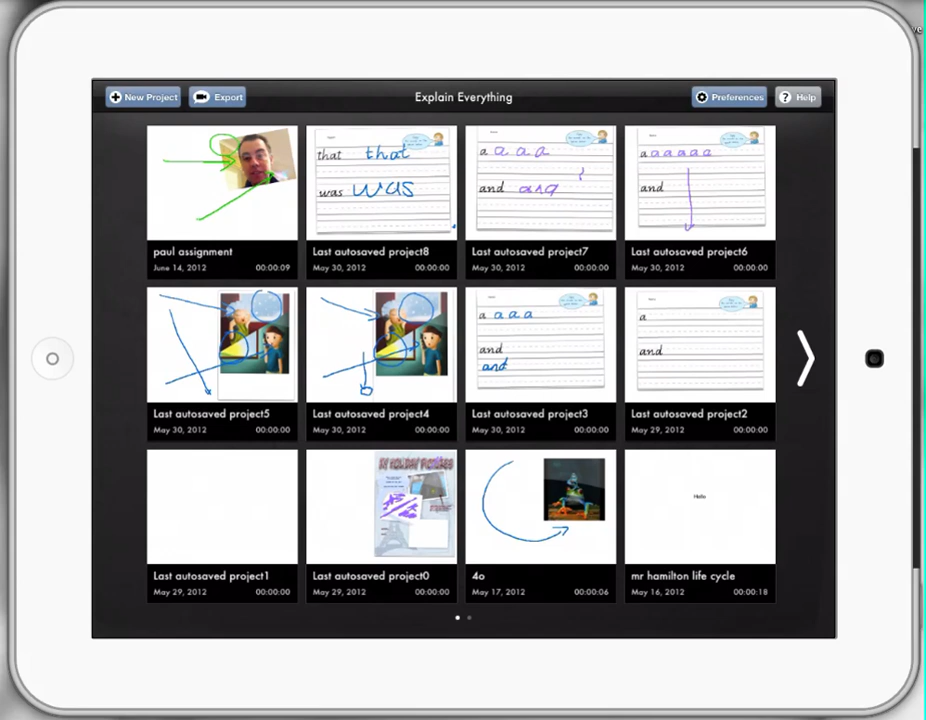 New Project
Export
Explain Everything
Preferences
? Help
that that
was was
a a a a
and and
a a a a a a
and
paul assignment
June 14, 2012 00:00:09
Last autosaved project8
May 30, 2012 00:00:00
Last autosaved project7
May 30, 2012 00:00:00
Last autosaved project6
May 30, 2012 00:00:00
a a a a
and
and
a
and
Last autosaved project5
May 30, 2012 00:00:00
Last autosaved project4
May 30, 2012 00:00:00
Last autosaved project3
May 30, 2012 00:00:00
Last autosaved project2
May 29, 2012 00:00:00
MY HOLIDAY PICTURES
Hello
Last autosaved project1
May 29, 2012 00:00:00
Last autosaved project0
May 29, 2012 00:00:00
4o
May 17, 2012 00:00:06
mr hamilton life cycle
May 16, 2012 00:00:18